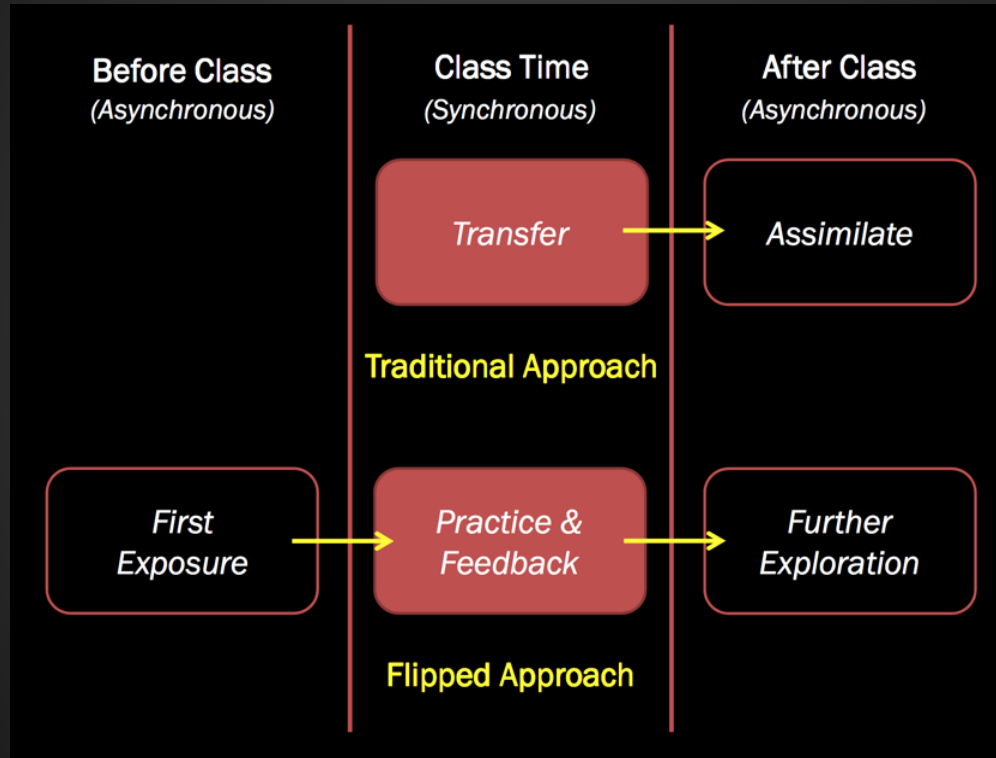 Before Class
(Asynchronous)
Class Time
(Synchronous)
After Class
(Asynchronous)
Transfer
Assimilate
Traditional Approach
First
Exposure
Practice &
Feedback
Further
Exploration
Flipped Approach